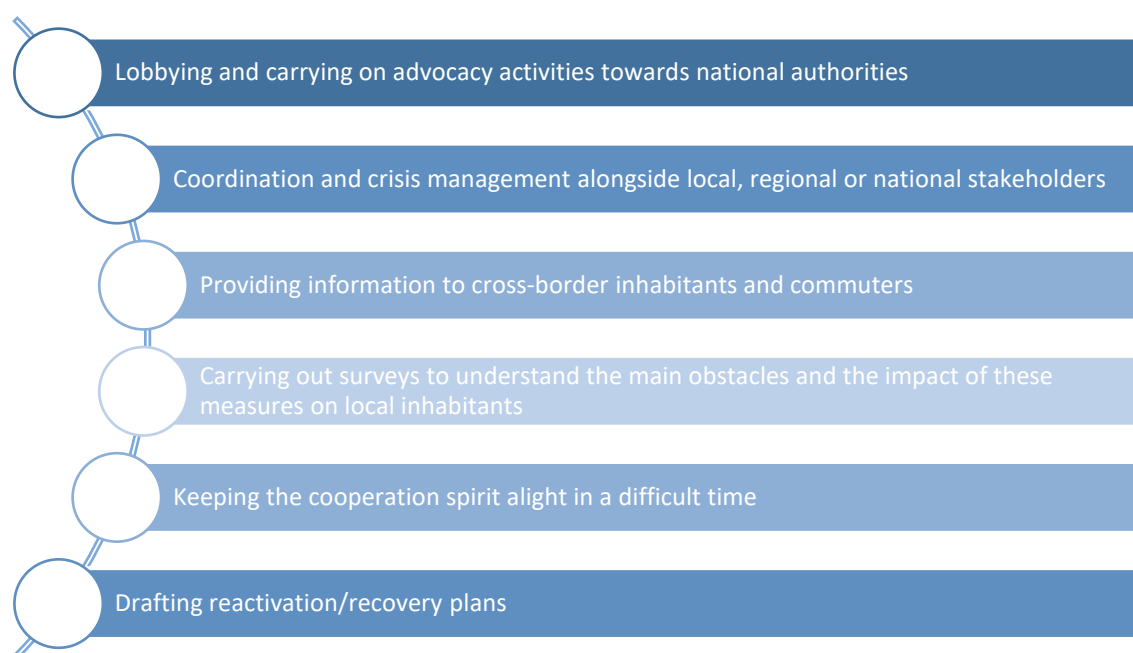 Lobbying and carrying on advocacy activities towards national authorities
Coordination and crisis management alongside local, regional or national stakeholders
Providing information to cross-border inhabitants and commuters
Carrying out surveys to understand the main obstacles and the impact of these
measures on local inhabitants
Keeping the cooperation spirit alight in a difficult time
Drafting reactivation/recovery plans